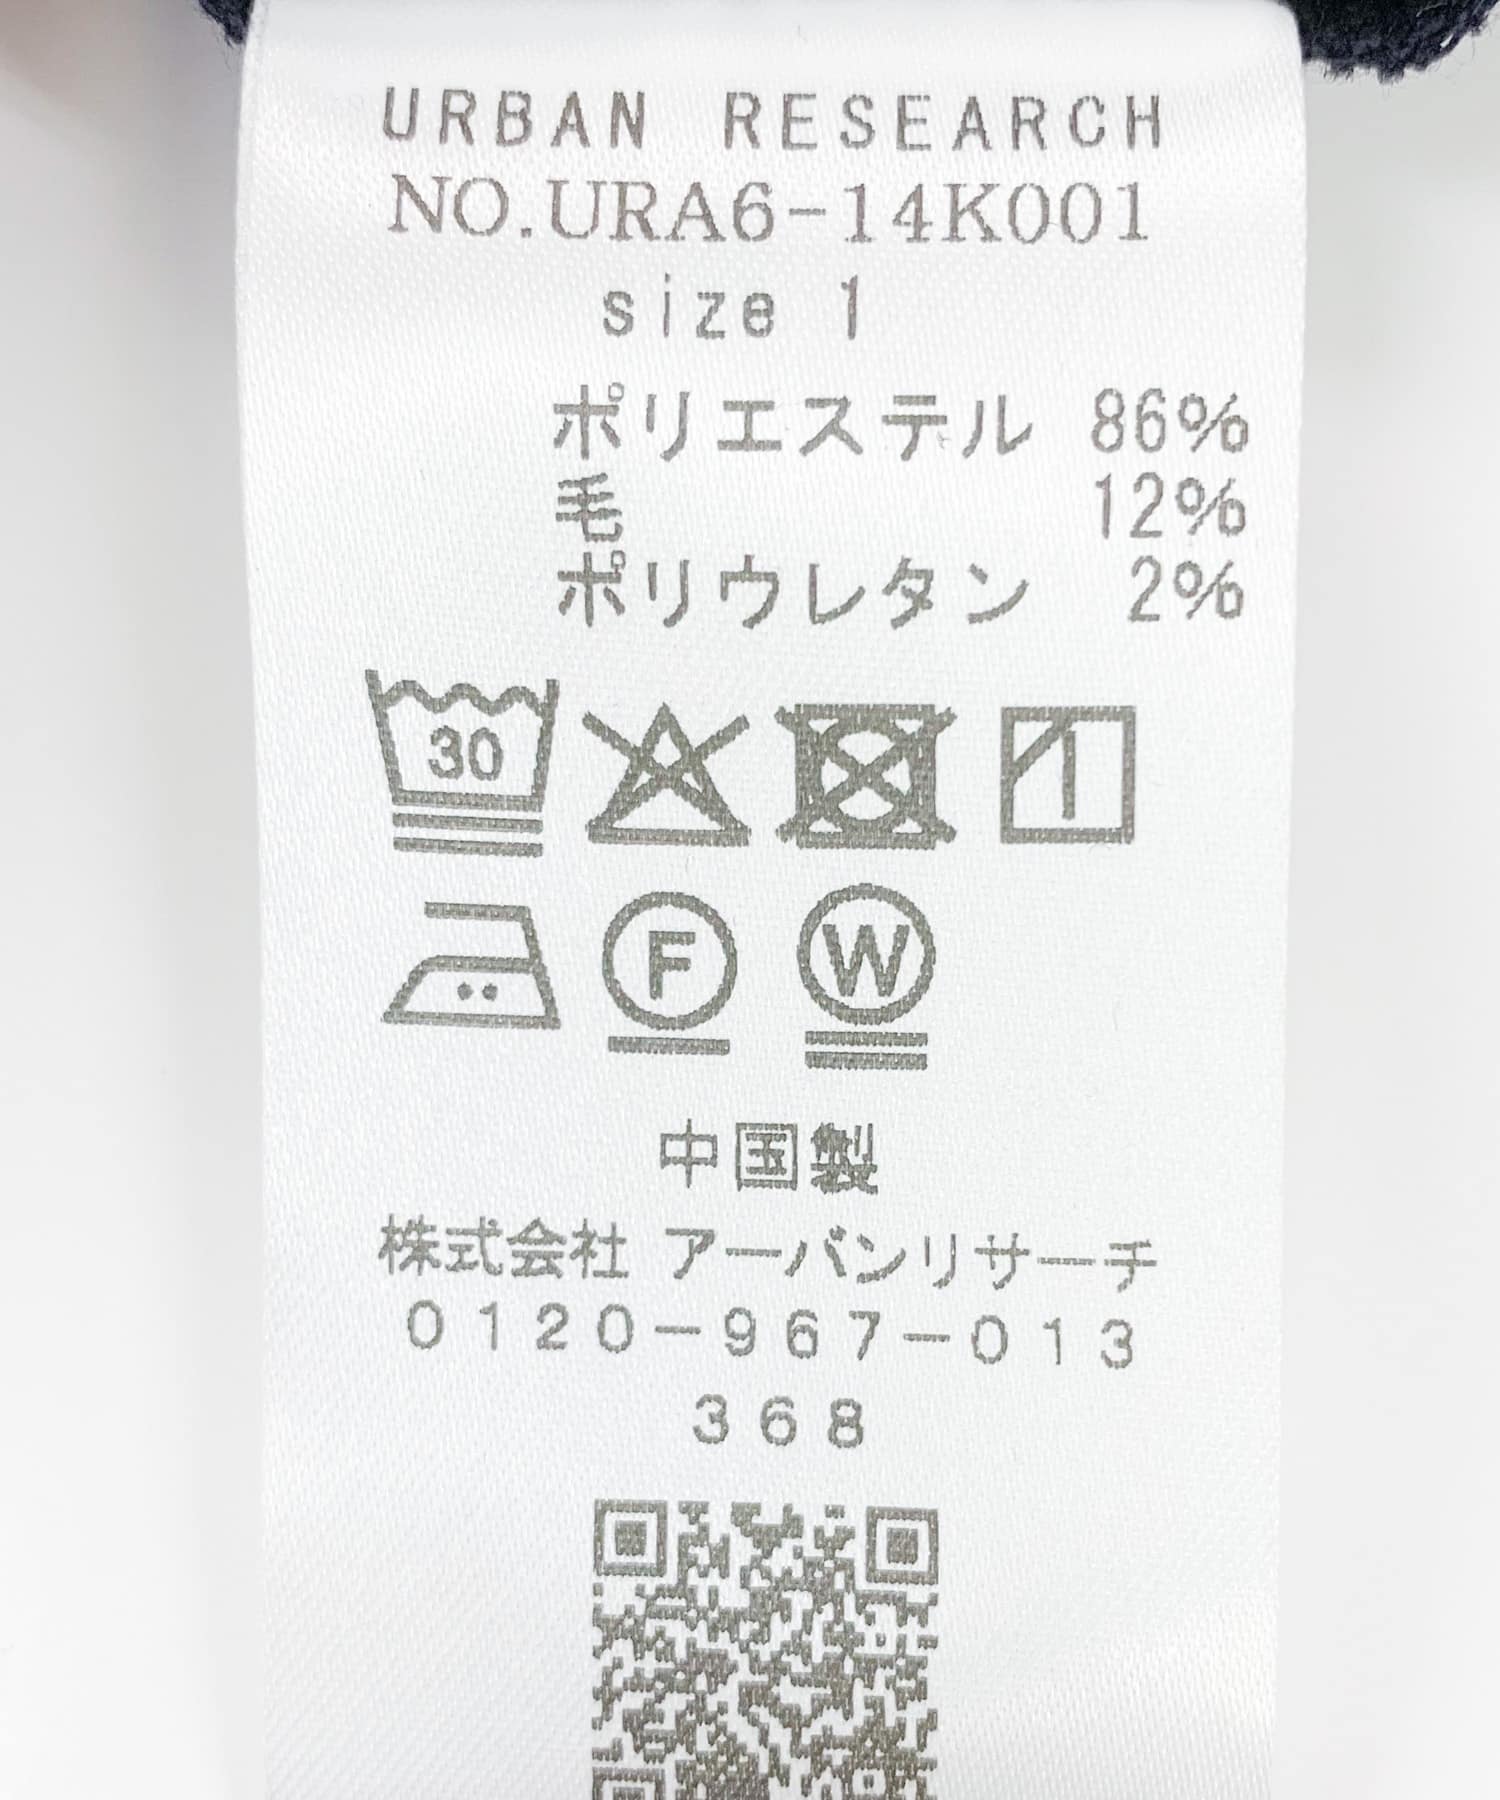 URBAN RESEARCH
NO.URA6-14K001
size 1
ポリエステル 86%
毛 12%
ポリウレタン 2%
30
F
W
中国製
株式会社 アーバンリサーチ
0120-967-013
368